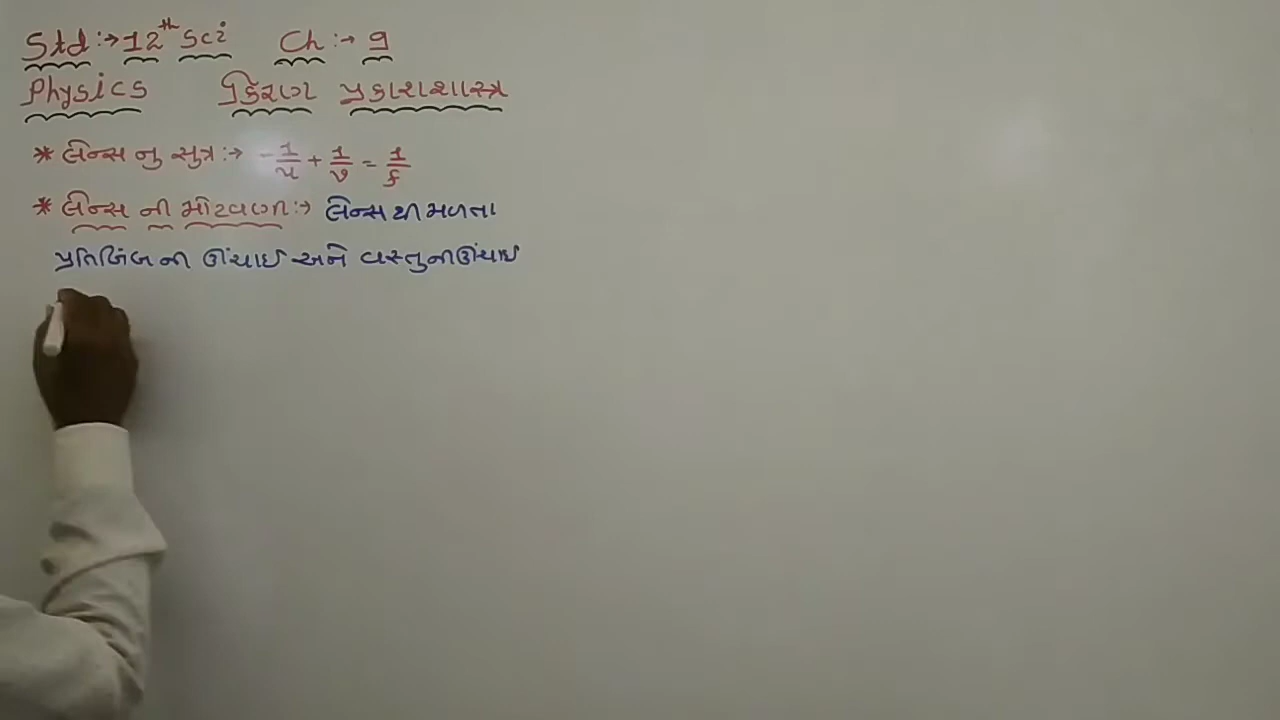 Std :→ 12th Sci Ch :→ 9
Physics કિરણ પ્રકાશશાસ્ત્ર
* લેન્સ નુ સુત્ર :→ -1/u + 1/v = 1/f
* લેન્સ ની મોટવણી :→ લેન્સ થી મળતા
પ્રતિબિંબ ની ઊંચાઈ અને વસ્તુ ની ઊંચાઈ